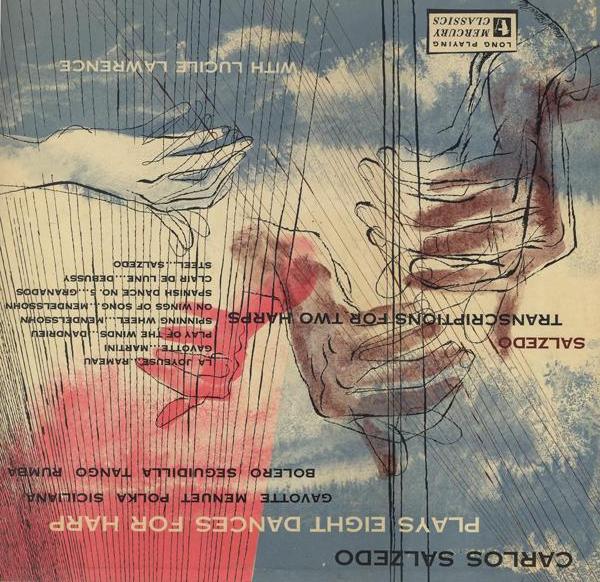 CARLOS SALZEDO
PLAYS EIGHT DANCES FOR HARP
GAVOTTE MENUET POLKA SICILIANA
BOLERO SEGUIDILLA TANGO RUMBA
SALZEDO
TRANSCRIPTIONS FOR TWO HARPS
LA JOYEUSE...RAMEAU
GAVOTTE....MARTINI
PLAY OF THE WINDS...DANDRIEU
SPINNING WHEEL...MENDELSSOHN
ON WINGS OF SONG...MENDELSSOHN
SPANISH DANCE NO. 5...GRANADOS
CLAIR DE LUNE...DEBUSSY
STEEL...SALZEDO
WITH LUCILE LAWRENCE
LONG PLAYING
MERCURY
CLASSICS